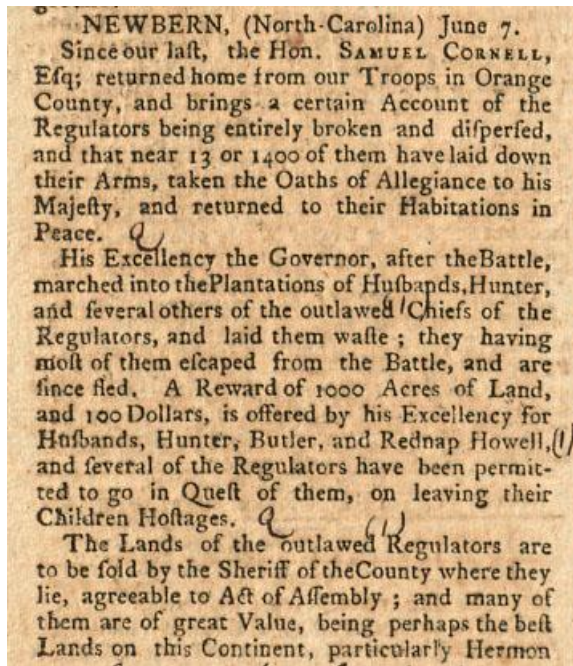 NEWBERN, (North-Carolina) June 7.
Since our laſt, the Hon. SAMUEL CORNELL,
Eſq; returned home from our Troops in Orange
County, and brings a certain Account of the
Regulators being entirely broken and diſperſed,
and that near 13 or 1400 of them have laid down
their Arms, taken the Oaths of Allegiance to his
Majeſty, and returned to their Habitations in
Peace.
His Excellency the Governor, after the Battle,
marched into the Plantations of Huſbands, Hunter,
and ſeveral others of the outlawed Chiefs of the
Regulators, and laid them waſte ; they having
moſt of them eſcaped from the Battle, and are
ſince fled. A Reward of 1000 Acres of Land,
and 100 Dollars, is offered by his Excellency for
Huſbands, Hunter, Butler, and Rednap Howell, (1)
and ſeveral of the Regulators have been permit-
ted to go in Queſt of them, on leaving their
Children Hoſtages. (1)
The Lands of the outlawed Regulators are
to be ſold by the Sheriff of the County where they
lie, agreeable to Act of Aſſembly ; and many of
them are of great Value, being perhaps the beſt
Lands on this Continent, particularly Hermon